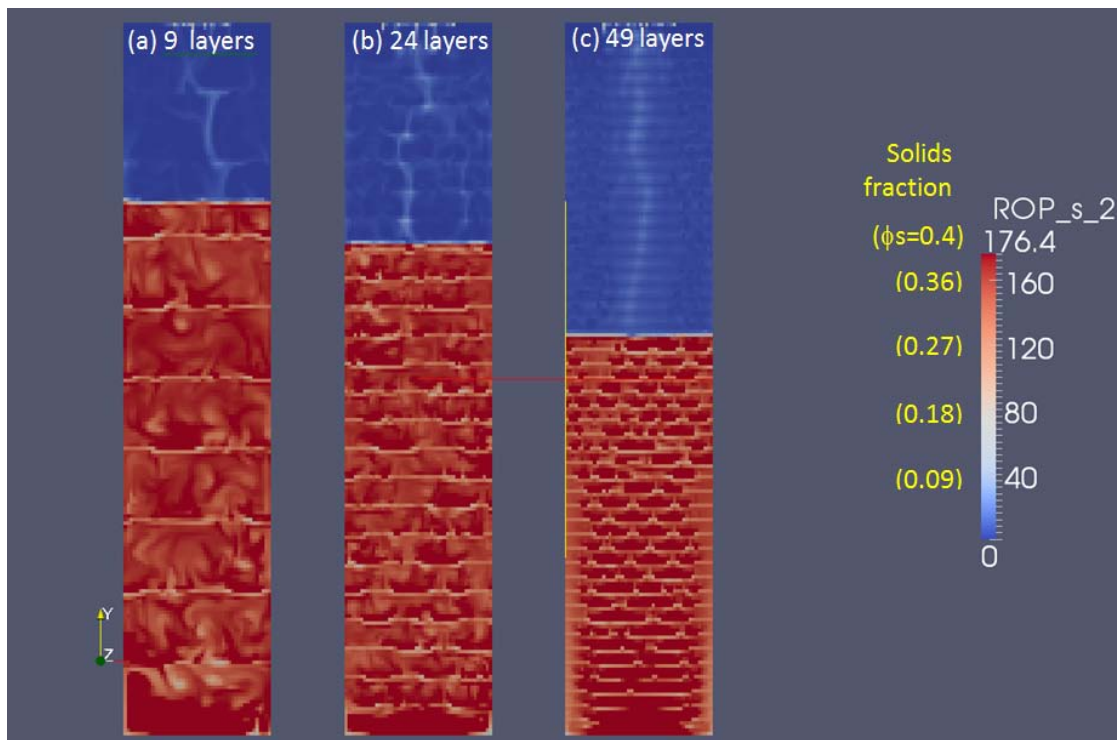 (a) 9 layers
(b) 24 layers
(c) 49 layers
Solids
fraction
ROP_s_2
(ϕs=0.4) 176.4
(0.36) 160
(0.27) 120
(0.18) 80
(0.09) 40
0
Y
Z